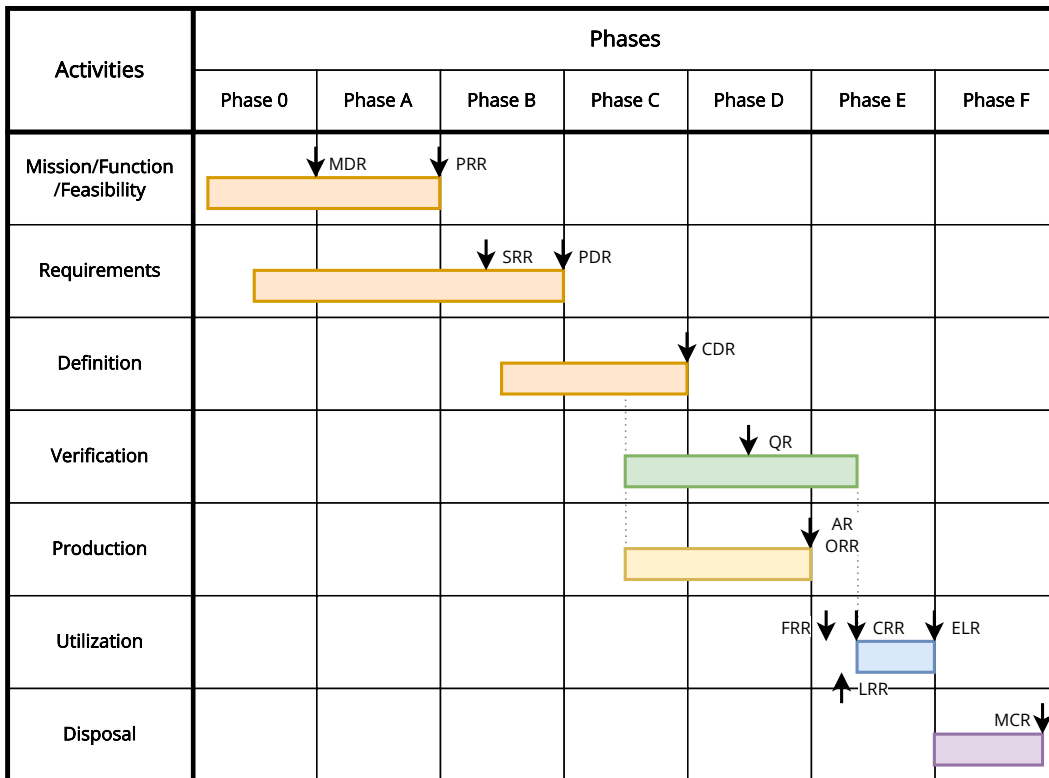 Activities
Phases
Phase 0
Phase A
Phase B
Phase C
Phase D
Phase E
Phase F
Mission/Function
/Feasibility
MDR
PRR
Requirements
SRR
PDR
Definition
CDR
Verification
QR
Production
AR
ORR
Utilization
FRR
CRR
ELR
LRR
Disposal
MCR